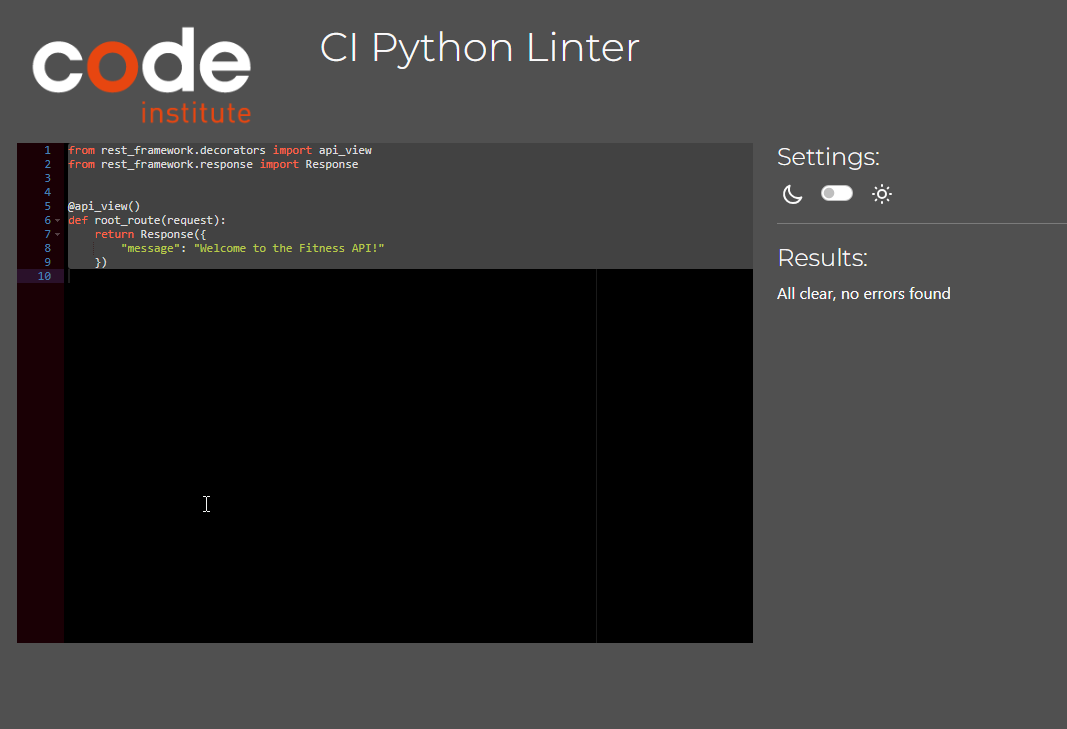 code
institute
CI Python Linter
1 from rest_framework.decorators import api_view
2 from rest_framework.response import Response
3
4
5 @api_view()
6 def root_route(request):
7     return Response({
8         "message": "Welcome to the Fitness API!"
9     })
10
Settings:
Results:
All clear, no errors found